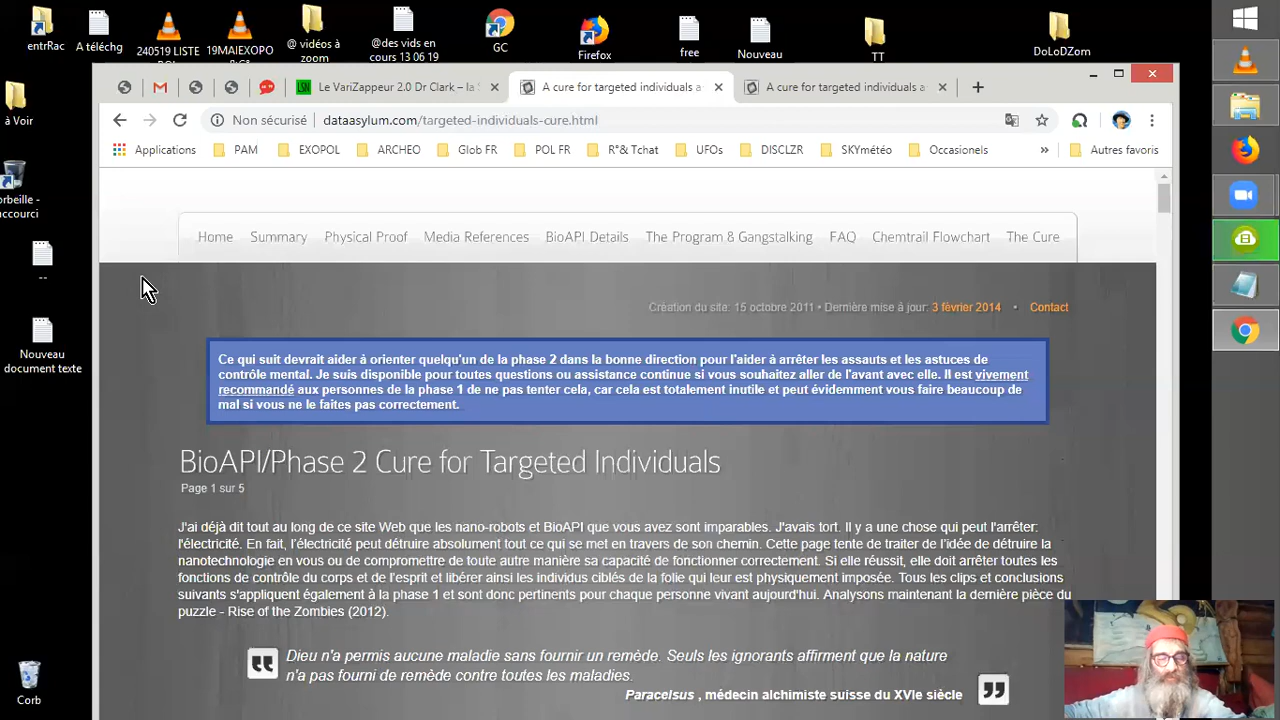 entrRac
A téléchg
240519 LISTE
19MAIEXOPO
@ vidéos à
zoom
@des vids en
cours 13 06 19
GC
Firefox
free
Nouveau
TT
DoLoDZom
à Voir
Le VariZappeur 2.0 Dr Clark – la
A cure for targeted individuals a
A cure for targeted individuals a
Non sécurisé
dataasylum.com/targeted-individuals-cure.html
Applications
PAM
EXOPOL
ARCHEO
Glob FR
POL FR
R°& Tchat
UFOs
DISCLZR
SKYmétéo
Occasionels
»
Autres favoris
orbeille -
accourci
--
Nouveau
document texte
Corb
Home
Summary
Physical Proof
Media References
BioAPI Details
The Program & Gangstalking
FAQ
Chemtrail Flowchart
The Cure
Création du site: 15 octobre 2011 • Dernière mise à jour: 3 février 2014 • Contact
Ce qui suit devrait aider à orienter quelqu'un de la phase 2 dans la bonne direction pour l'aider à arrêter les assauts et les astuces de
contrôle mental. Je suis disponible pour toutes questions ou assistance continue si vous souhaitez aller de l'avant avec elle. Il est vivement
recommandé aux personnes de la phase 1 de ne pas tenter cela, car cela est totalement inutile et peut évidemment vous faire beaucoup de
mal si vous ne le faites pas correctement.
BioAPI/Phase 2 Cure for Targeted Individuals
Page 1 sur 5
J'ai déjà dit tout au long de ce site Web que les nano-robots et BioAPI que vous avez sont imparables. J'avais tort. Il y a une chose qui peut l'arrêter:
l'électricité. En fait, l'électricité peut détruire absolument tout ce qui se met en travers de son chemin. Cette page tente de traiter de l'idée de détruire la
nanotechnologie en vous ou de compromettre de toute autre manière sa capacité de fonctionner correctement. Si elle réussit, elle doit arrêter toutes les
fonctions de contrôle du corps et de l'esprit et libérer ainsi les individus ciblés de la folie qui leur est physiquement imposée. Tous les clips et conclusions
suivants s'appliquent également à la phase 1 et sont donc pertinents pour chaque personne vivant aujourd'hui. Analysons maintenant la dernière pièce du
puzzle - Rise of the Zombies (2012).
Dieu n'a permis aucune maladie sans fournir un remède. Seuls les ignorants affirment que la nature
n'a pas fourni de remède contre toutes les maladies.
Paracelsus , médecin alchimiste suisse du XVIe siècle